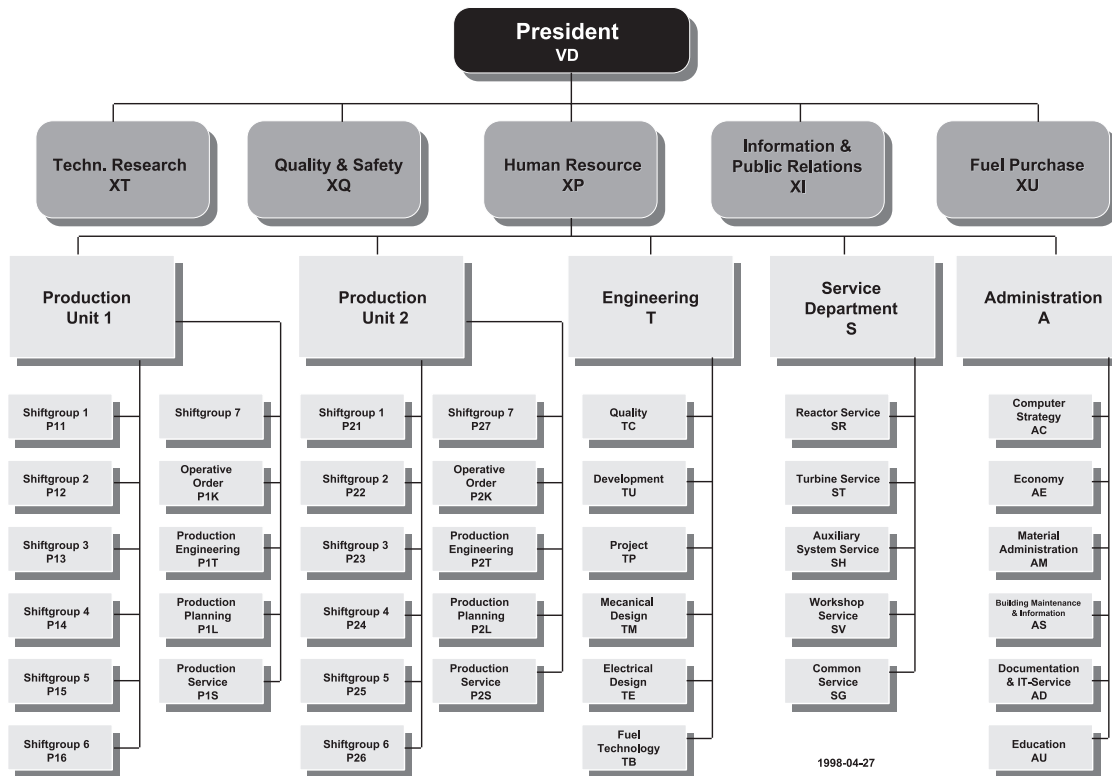 President
VD
Techn. Research
XT
Quality & Safety
XQ
Human Resource
XP
Information &
Public Relations
XI
Fuel Purchase
XU
Production
Unit 1
Production
Unit 2
Engineering
T
Service
Department
S
Administration
A
Shiftgroup 1
P11
Shiftgroup 2
P12
Shiftgroup 3
P13
Shiftgroup 4
P14
Shiftgroup 5
P15
Shiftgroup 6
P16
Shiftgroup 7
Operative
Order
P1K
Production
Engineering
P1T
Production
Planning
P1L
Production
Service
P1S
Shiftgroup 1
P21
Shiftgroup 2
P22
Shiftgroup 3
P23
Shiftgroup 4
P24
Shiftgroup 5
P25
Shiftgroup 6
P26
Shiftgroup 7
P27
Operative
Order
P2K
Production
Engineering
P2T
Production
Planning
P2L
Production
Service
P2S
Quality
TC
Development
TU
Project
TP
Mecanical
Design
TM
Electrical
Design
TE
Fuel
Technology
TB
Reactor Service
SR
Turbine Service
ST
Auxiliary
System Service
SH
Workshop
Service
SV
Common
Service
SG
Computer
Strategy
AC
Economy
AE
Material
Administration
AM
Building Maintenance
& Information
AS
Documentation
& IT-Service
AD
Education
AU
1998-04-27